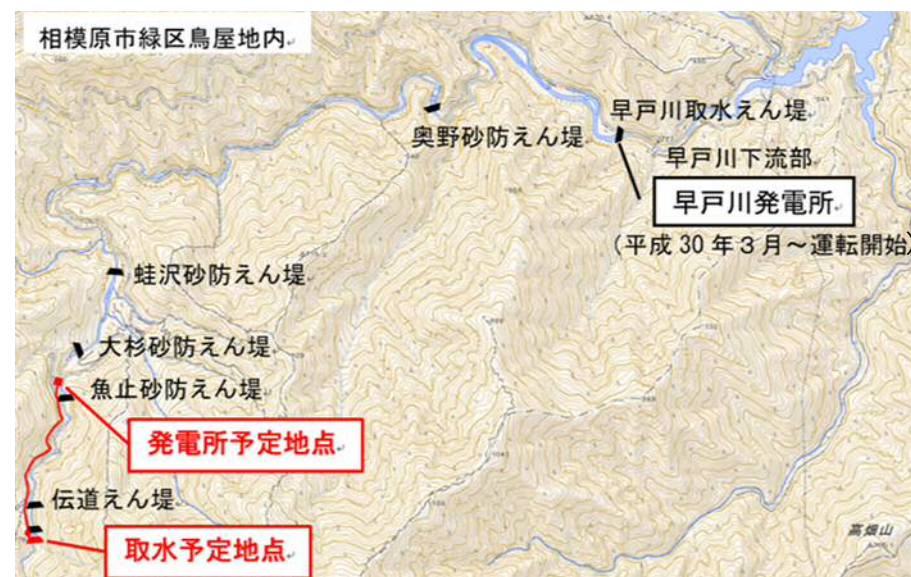 相模原市緑区鳥屋地内
早戸川取水えん堤
奥野砂防えん堤
早戸川下流部
早戸川発電所
(平成 30 年３月～運転開始)
蛙沢砂防えん堤
大杉砂防えん堤
魚止砂防えん堤
発電所予定地点
伝道えん堤
取水予定地点
高畑山